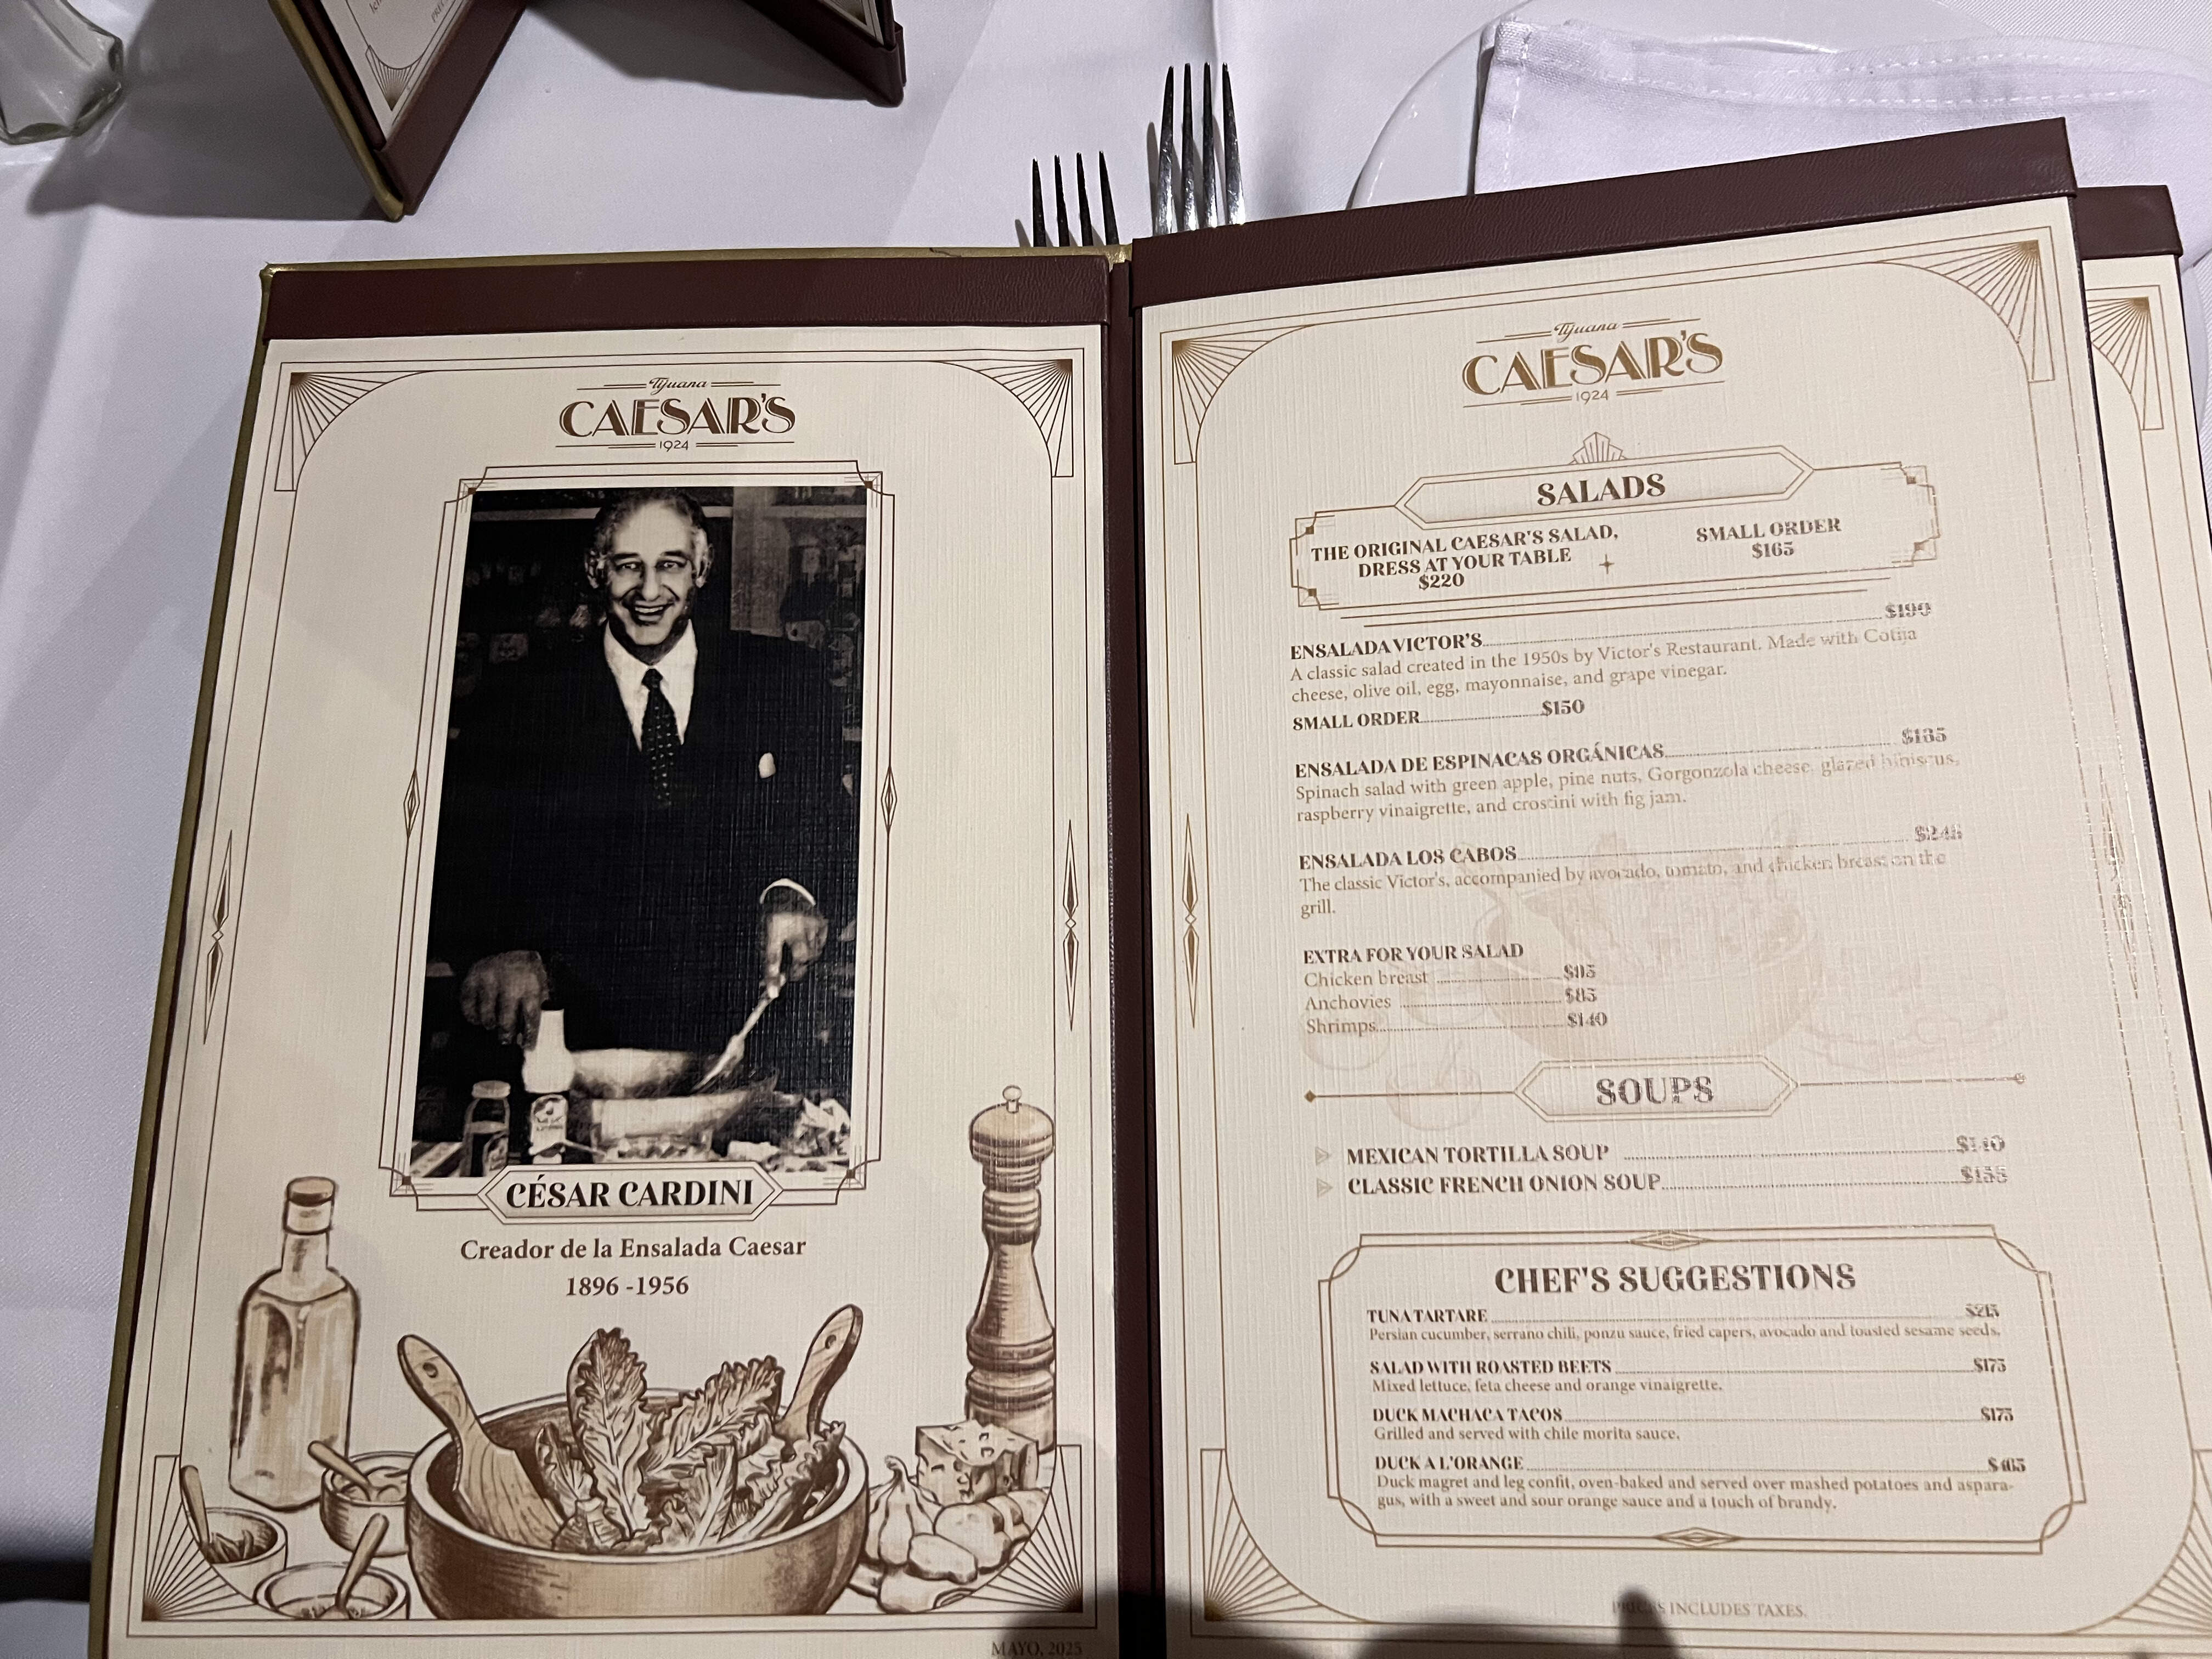 Tijuana
CAESAR'S
1924
CÉSAR CARDINI
Creador de la Ensalada Caesar
1896 -1956
MAYO, 2025
Tijuana
CAESAR'S
1924
SALADS
THE ORIGINAL CAESAR'S SALAD,
DRESS AT YOUR TABLE
$220
SMALL ORDER
$165
ENSALADA VICTOR'S $190
A classic salad created in the 1950s by Victor's Restaurant. Made with Cotija
cheese, olive oil, egg, mayonnaise, and grape vinegar.
SMALL ORDER $150
ENSALADA DE ESPINACAS ORGÁNICAS
Spinach salad with green apple, pine nuts, Gorgonzola cheese, glazed hibiscus,
raspberry vinaigrette, and crostini with fig jam.
ENSALADA LOS CABOS
The classic Victor's, accompanied by avocado, tomato, and chicken breast on the
grill.
EXTRA FOR YOUR SALAD
Chicken breast
Anchovies $85
Shrimps $140
SOUPS
MEXICAN TORTILLA SOUP $140
CLASSIC FRENCH ONION SOUP
CHEF'S SUGGESTIONS
TUNA TARTARE $215
Persian cucumber, serrano chili, ponzu sauce, fried capers, avocado and toasted sesame seeds.
SALAD WITH ROASTED BEETS $175
Mixed lettuce, feta cheese and orange vinaigrette.
DUCK MACHACA TACOS $175
Grilled and served with chile morita sauce.
DUCK A L'ORANGE
Duck magret and leg confit, oven-baked and served over mashed potatoes and aspara-
gus, with a sweet and sour orange sauce and a touch of brandy.
PRICES INCLUDES TAXES.